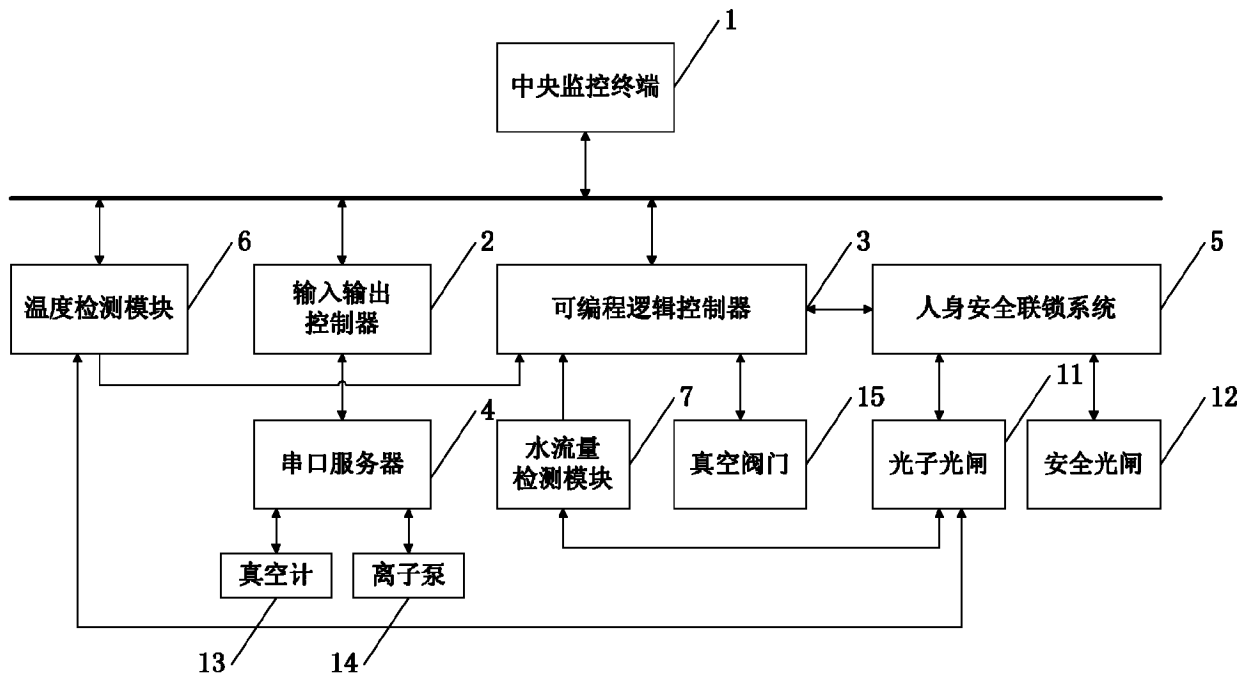 1
中央监控终端
6
2
3
5
温度检测模块
输入输出
控制器
可编程逻辑控制器
人身安全联锁系统
4
7
15
11
12
串口服务器
水流量
检测模块
真空阀门
光子光闸
安全光闸
真空计
离子泵
13
14